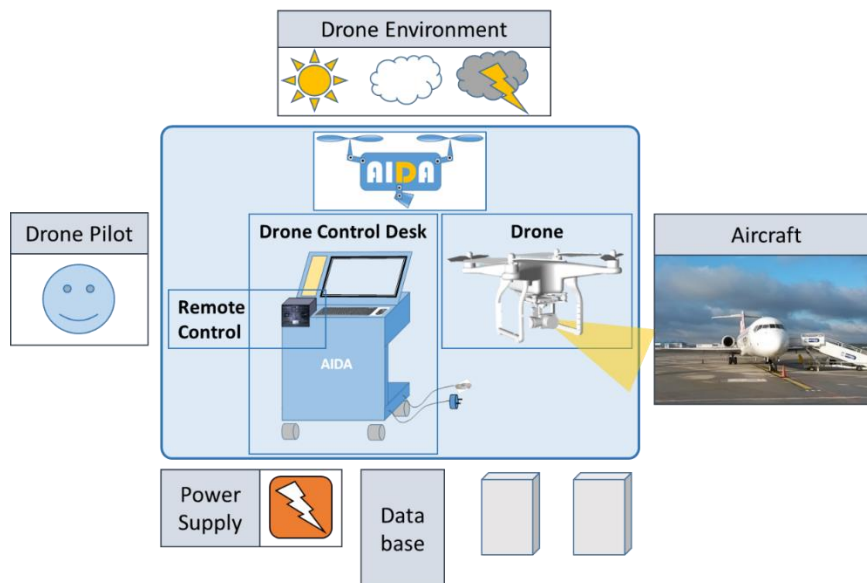 Drone Environment
AIDA
Drone Pilot
Drone Control Desk
Drone
Aircraft
Remote
Control
AIDA
Power
Supply
Data
base